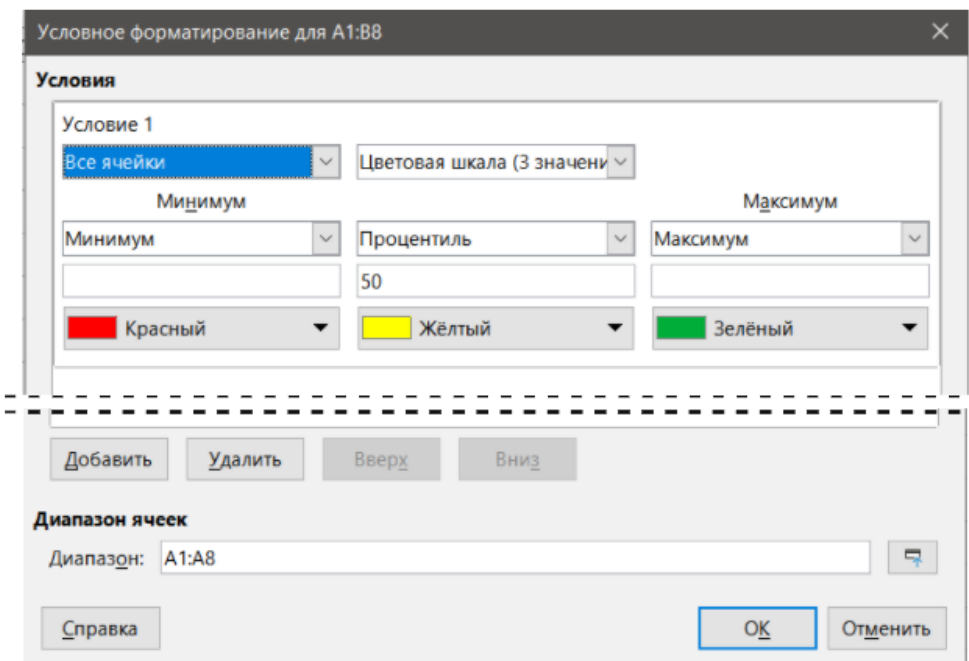 Условное форматирование для A1:B8
Условия
Условие 1
Все ячейки Цветовая шкала (3 значени
Минимум Максимум
Минимум Процентиль Максимум
50
Красный Жёлтый Зелёный
Добавить Удалить Вверх Вниз
Диапазон ячеек
Диапазон: A1:A8
Справка ОК Отменить